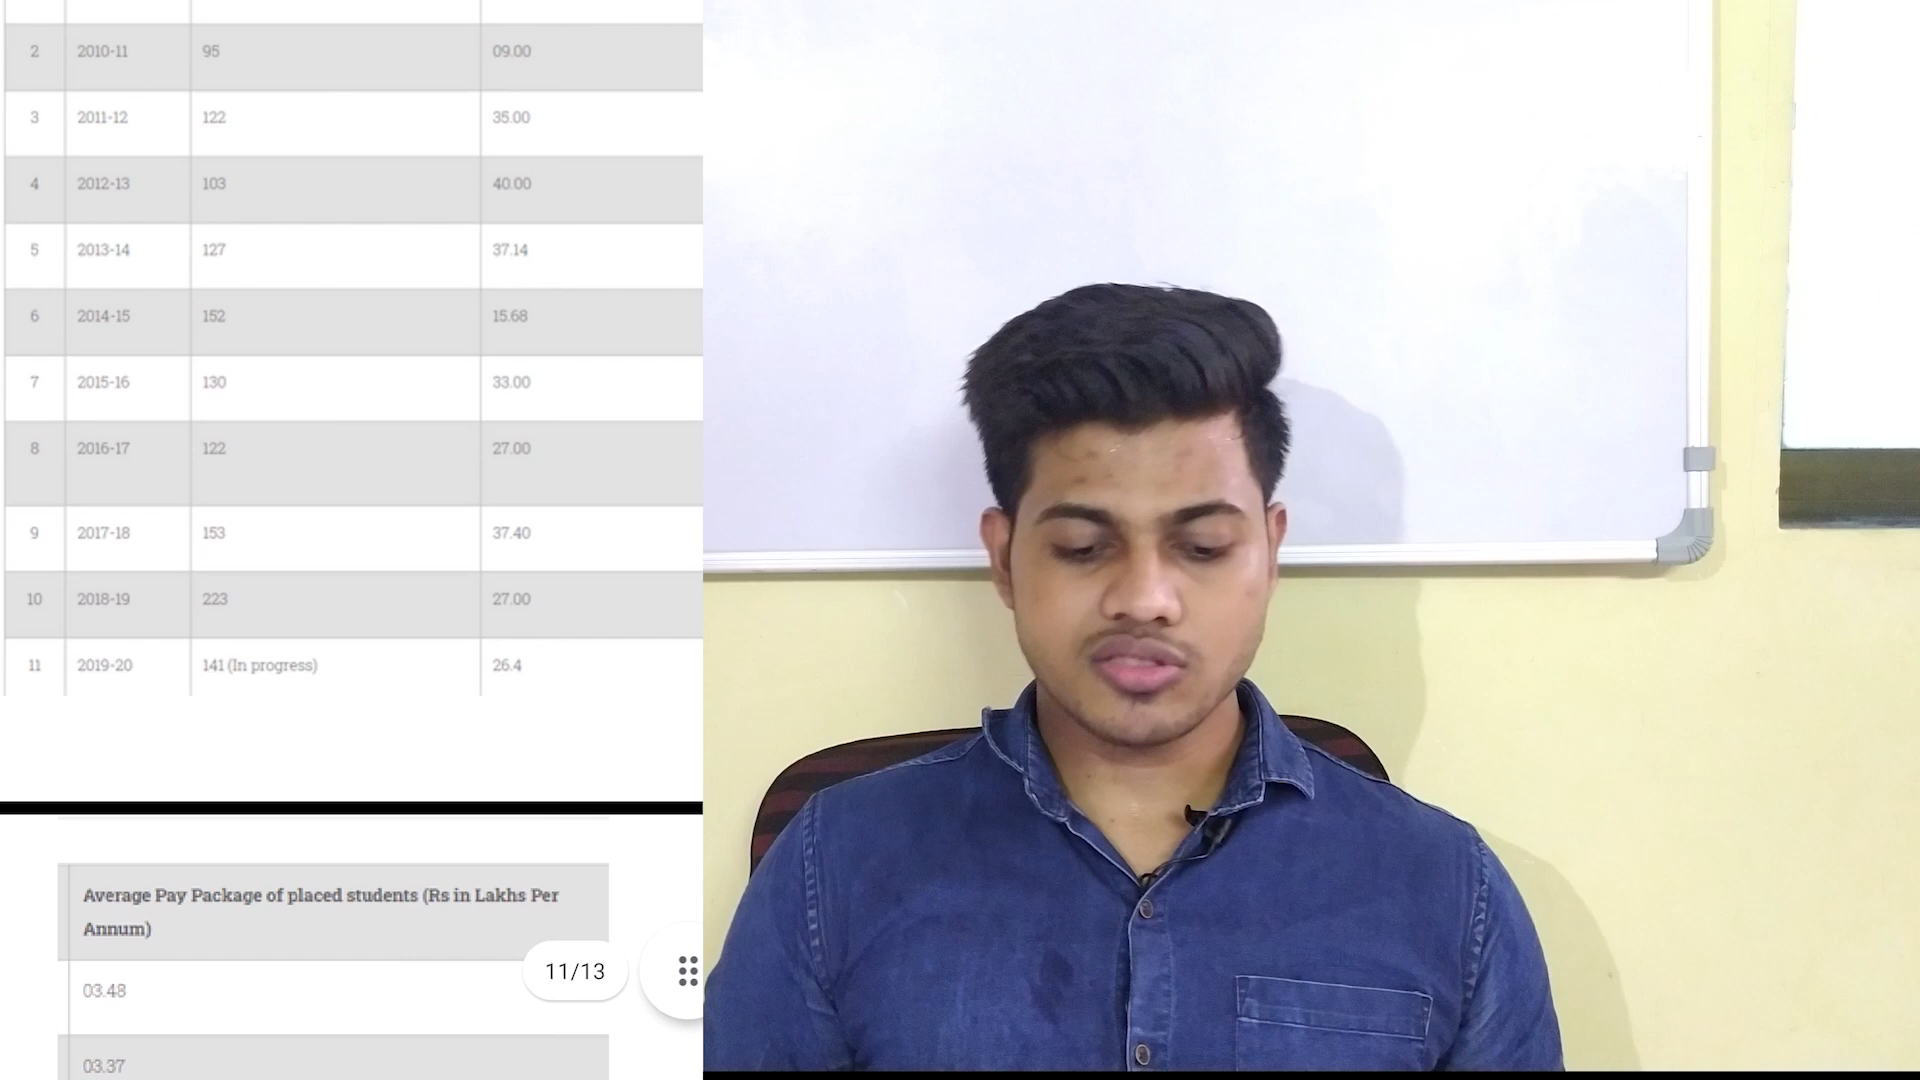 2 2010-11 95 09.00
3 2011-12 122 35.00
4 2012-13 103 40.00
5 2013-14 127 37.14
6 2014-15 152 15.68
7 2015-16 130 33.00
8 2016-17 122 27.00
9 2017-18 153 37.40
10 2018-19 223 27.00
11 2019-20 141 (In progress) 26.4
Average Pay Package of placed students (Rs in Lakhs Per
Annum)
11/13
03.48
03.37